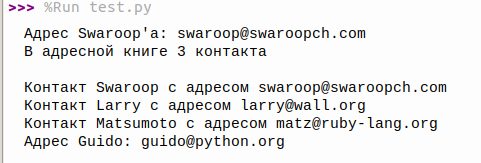 >>> %Run test.py
Адрес Swaroop'а: swaroop@swaroopch.com
В адресной книге 3 контакта
Контакт Swaroop с адресом swaroop@swaroopch.com
Контакт Larry с адресом larry@wall.org
Контакт Matsumoto с адресом matz@ruby-lang.org
Адрес Guido: guido@python.org